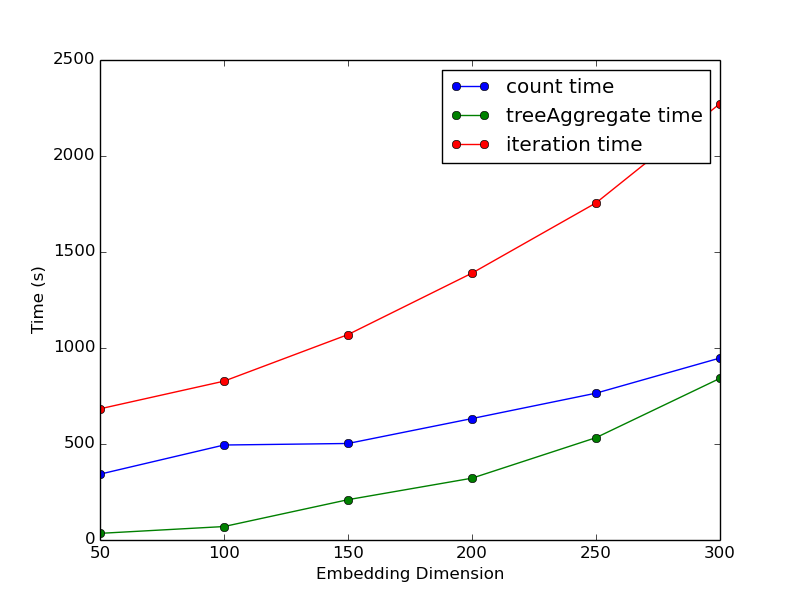 2500
2000
1500
1000
500
0
Time (s)
count time
treeAggregate time
iteration time
50
100
150
200
250
300
Embedding Dimension